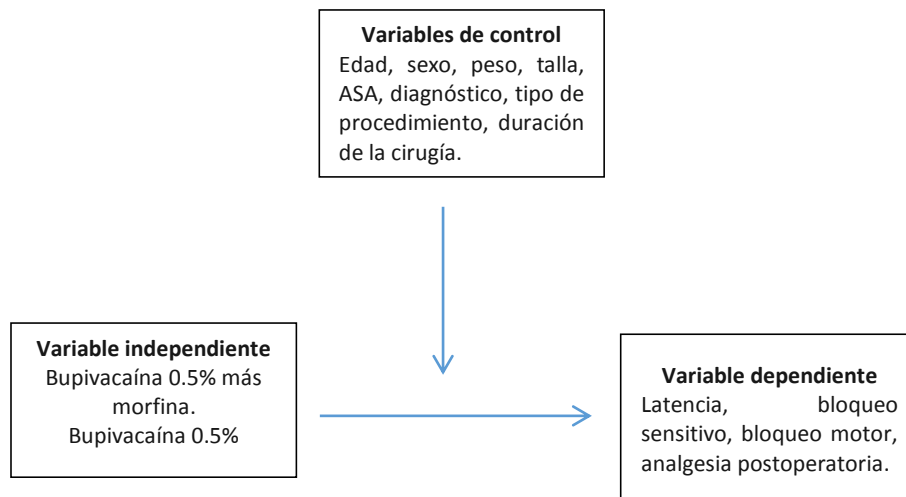 Variables de control
Edad, sexo, peso, talla,
ASA, diagnóstico, tipo de
procedimiento, duración
de la cirugía.
Variable independiente
Bupivacaína 0.5% más
morfina.
Bupivacaína 0.5%
Variable dependiente
Latencia, bloqueo
sensitivo, bloqueo motor,
analgesia postoperatoria.